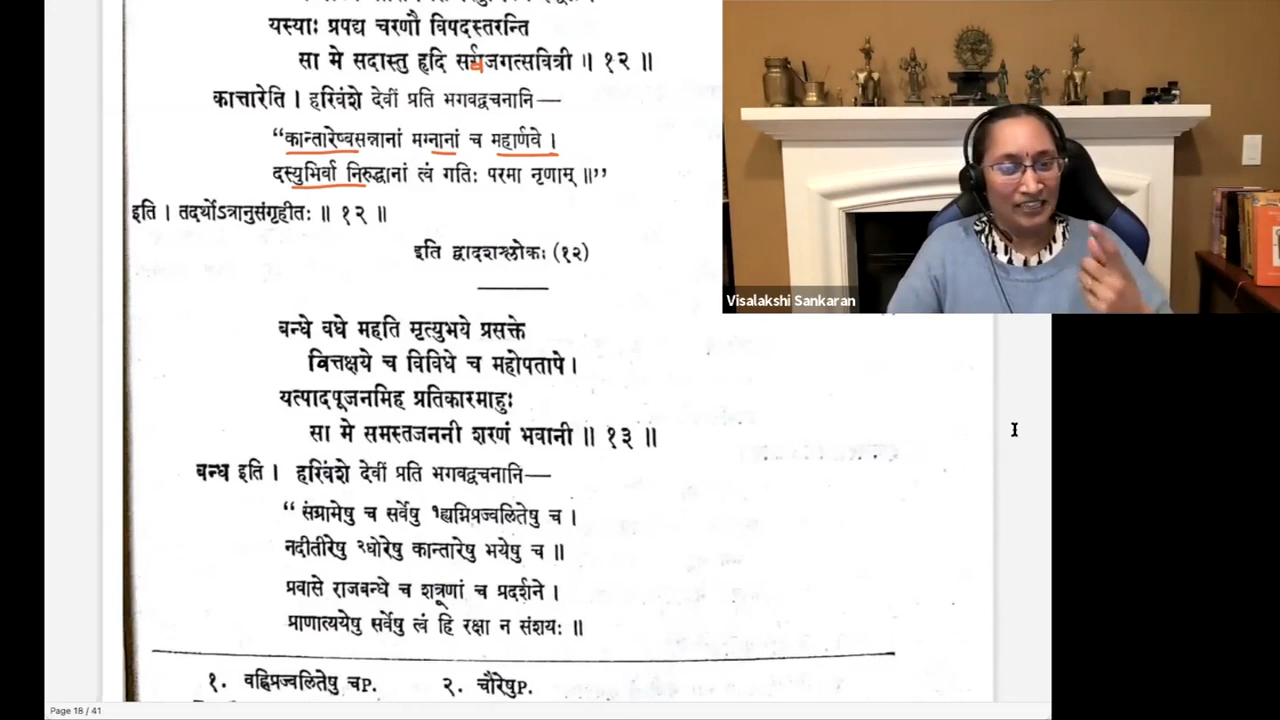 यस्याः प्रपद्य चरणौ विपदस्तरन्ति
सा मे सदास्तु हृदि सर्वजगत्सवित्री ॥ १२ ॥
कात्तारेति । हरिवंशे देवीं प्रति भगवद्वचनानि—
“कान्तारेष्वसन्नानां मग्नानां च महार्णवे ।
दस्युभिर्वा निरुद्धानां त्वं गतिः परमा नृणाम् ॥”
इति । तदर्थोऽत्रानुसंगृहीतः ॥ १२ ॥
इति द्वादशश्लोकः (१२)
बन्धे वधे महति मृत्युभये प्रसक्ते
वित्तक्षये च विविधे च महोपतापे ।
यत्पादपूजनमिह प्रतिकारमाहुः
सा मे समस्तजननी शरणं भवानी ॥ १३ ॥
बन्ध इति । हरिवंशे देवीं प्रति भगवद्वचनानि—
“ संग्रामेषु च सर्वेषु १ह्यग्निप्रज्वलितेषु च ।
नदीतीरेषु २घोरेषु कान्तारेषु भयेषु च ॥
प्रवासे राजबन्धे च शत्रूणां च प्रदर्शने ।
प्राणात्ययेषु सर्वेषु त्वं हि रक्षा न संशयः ॥
१. वह्निप्रज्वलितेषु चP. २. चौरेषुP.
Visalakshi Sankaran
Page 18 / 41